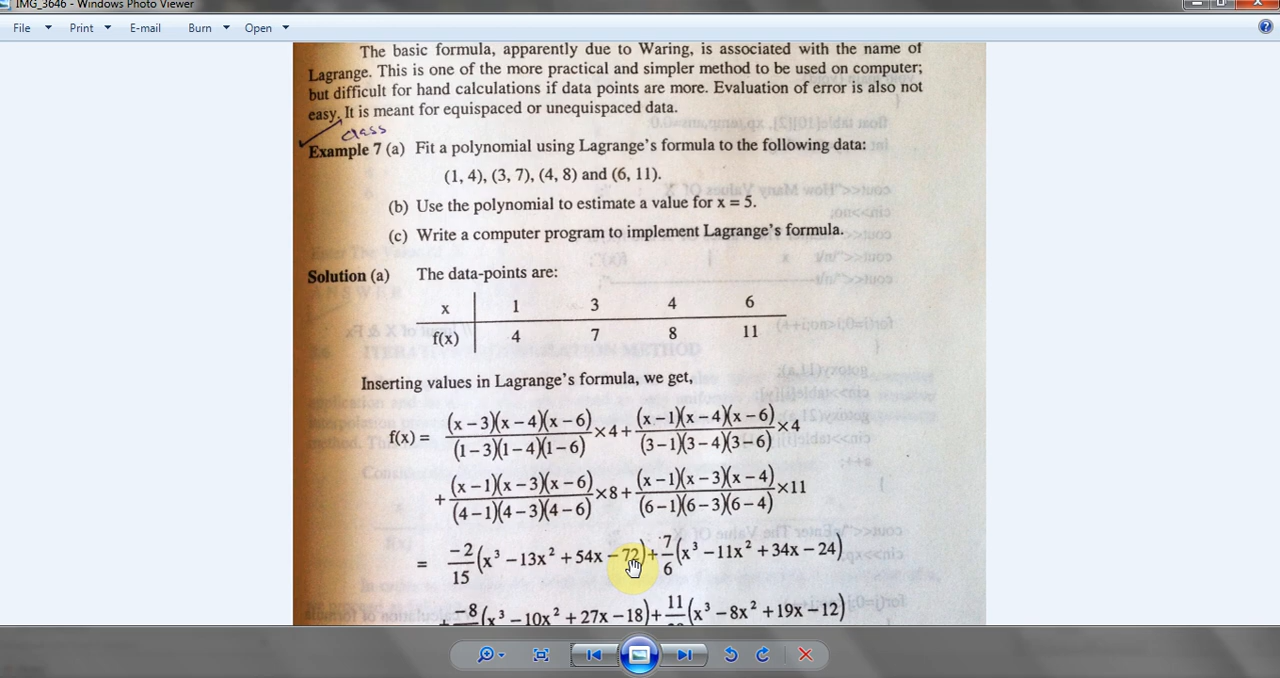 IMG_3646 - Windows Photo Viewer
File Print E-mail Burn Open
The basic formula, apparently due to Waring, is associated with the name of
Lagrange. This is one of the more practical and simpler method to be used on computer;
but difficult for hand calculations if data points are more. Evaluation of error is also not
easy. It is meant for equispaced or unequispaced data.
class
Example 7 (a) Fit a polynomial using Lagrange's formula to the following data:
(1, 4), (3, 7), (4, 8) and (6, 11).
(b) Use the polynomial to estimate a value for x = 5.
(c) Write a computer program to implement Lagrange's formula.
Solution (a) The data-points are:
x 1 3 4 6
f(x) 4 7 8 11
Inserting values in Lagrange's formula, we get,
f(x) = (x – 3)(x – 4)(x – 6)/(1 – 3)(1 – 4)(1 – 6) ×4 + (x – 1)(x – 4)(x – 6)/(3 – 1)(3 – 4)(3 – 6) ×4
+ (x – 1)(x – 3)(x – 6)/(4 – 1)(4 – 3)(4 – 6) ×8 + (x – 1)(x – 3)(x – 4)/(6 – 1)(6 – 3)(6 – 4) ×11
= –2/15 (x³ – 13x² + 54x – 72) + 7/6 (x³ – 11x² + 34x – 24)
+ –8 (x³ – 10x² + 27x – 18) + 11 (x³ – 8x² + 19x – 12)